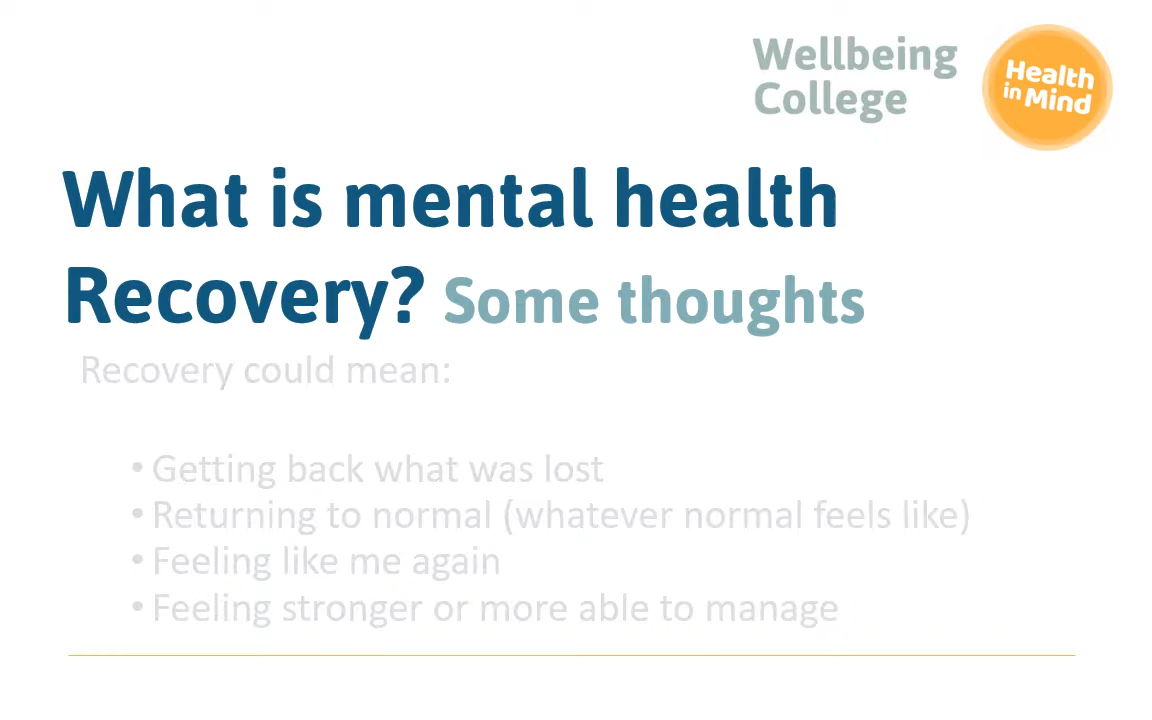 Wellbeing
College
Health
in Mind
What is mental health
Recovery? Some thoughts
Recovery could mean:
• Getting back what was lost
• Returning to normal (whatever normal feels like)
• Feeling like me again
• Feeling stronger or more able to manage